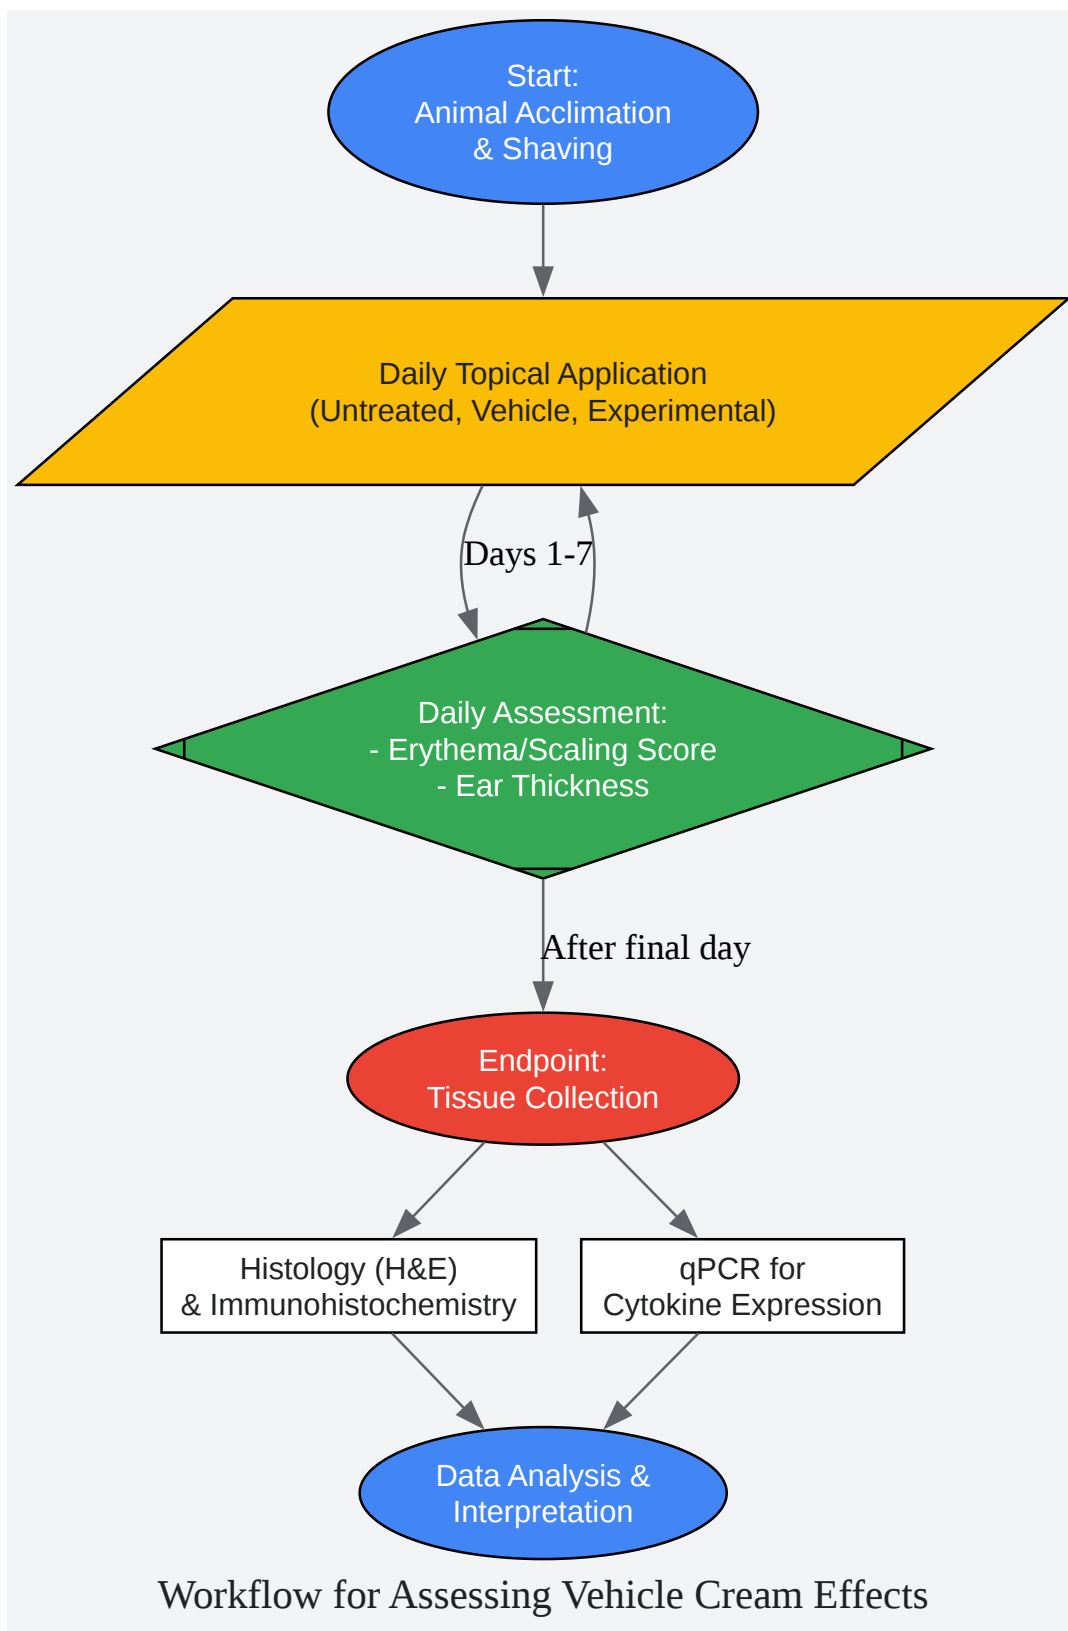 Start:
Animal Acclimation
& Shaving
Daily Topical Application
(Untreated, Vehicle, Experimental)
Days 1-7
Daily Assessment:
- Erythema/Scaling Score
- Ear Thickness
After final day
Endpoint:
Tissue Collection
Histology (H&E)
& Immunohistochemistry
qPCR for
Cytokine Expression
Data Analysis &
Interpretation
Workflow for Assessing Vehicle Cream Effects